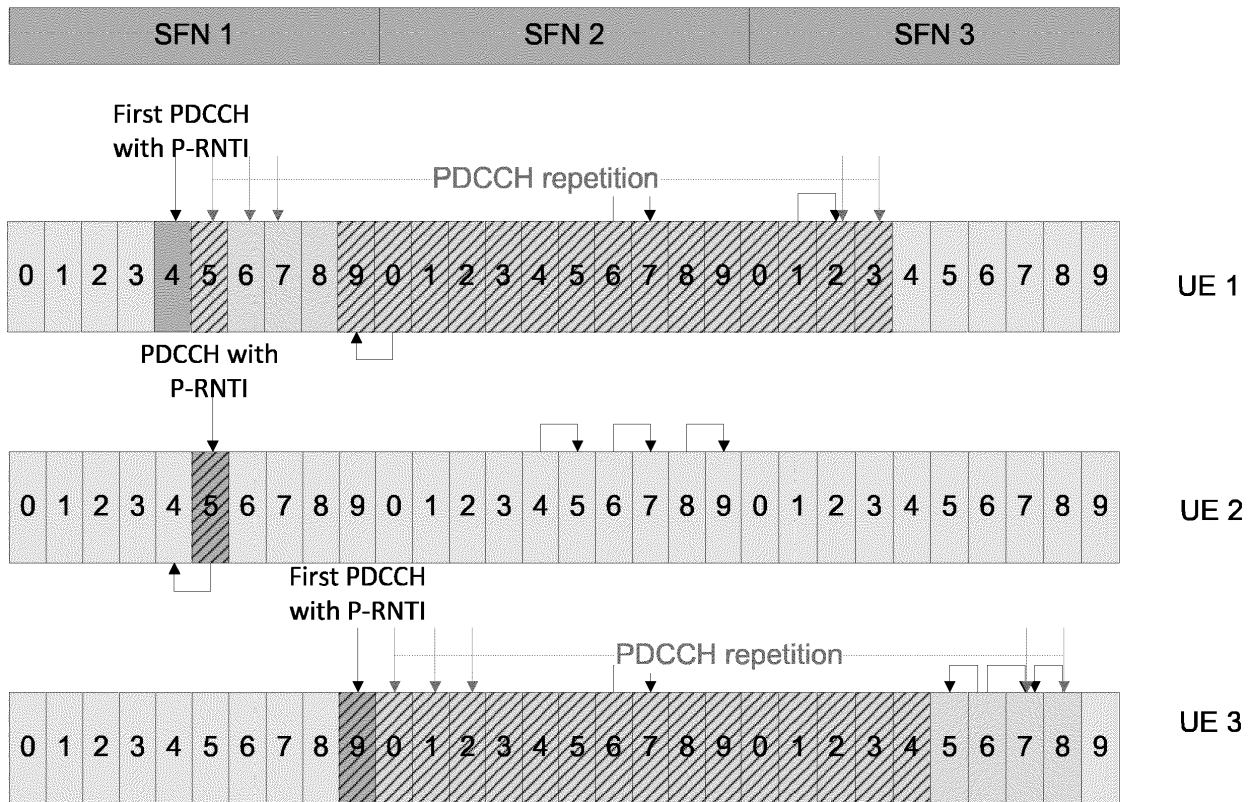 SFN 1 SFN 2 SFN 3
First PDCCH
with P-RNTI
PDCCH repetition
0 1 2 3 4 5 6 7 8 9 0 1 2 3 4 5 6 7 8 9 0 1 2 3 4 5 6 7 8 9
UE 1
PDCCH with
P-RNTI
0 1 2 3 4 5 6 7 8 9 0 1 2 3 4 5 6 7 8 9 0 1 2 3 4 5 6 7 8 9
UE 2
First PDCCH
with P-RNTI
PDCCH repetition
0 1 2 3 4 5 6 7 8 9 0 1 2 3 4 5 6 7 8 9 0 1 2 3 4 5 6 7 8 9
UE 3